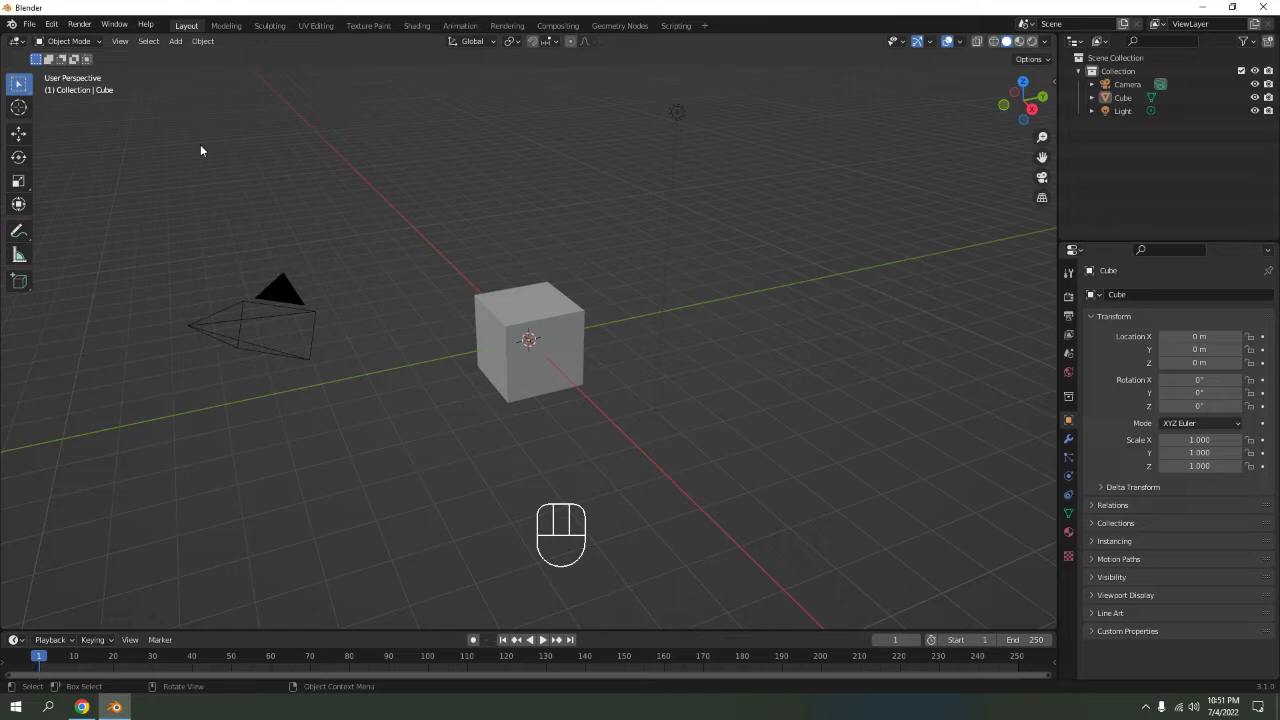 Blender
File Edit Render Window Help Layout Modeling Sculpting UV Editing Texture Paint Shading Animation Rendering Compositing Geometry Nodes Scripting + Scene ViewLayer
Object Mode View Select Add Object Global
Options
User Perspective
(1) Collection | Cube
Z
Y
X
Scene Collection
Collection
Camera
Cube
Light
Cube
Cube
Transform
Location X 0 m
Y 0 m
Z 0 m
Rotation X 0°
Y 0°
Z 0°
Mode XYZ Euler
Scale X 1.000
Y 1.000
Z 1.000
Delta Transform
Relations
Collections
Instancing
Motion Paths
Visibility
Viewport Display
Line Art
Custom Properties
Playback Keying View Marker 1 Start 1 End 250
1 10 20 30 40 50 60 70 80 90 100 110 120 130 140 150 160 170 180 190 200 210 220 230 240 250
Select Box Select Rotate View Object Context Menu 3.1.0
10:51 PM
7/4/2022